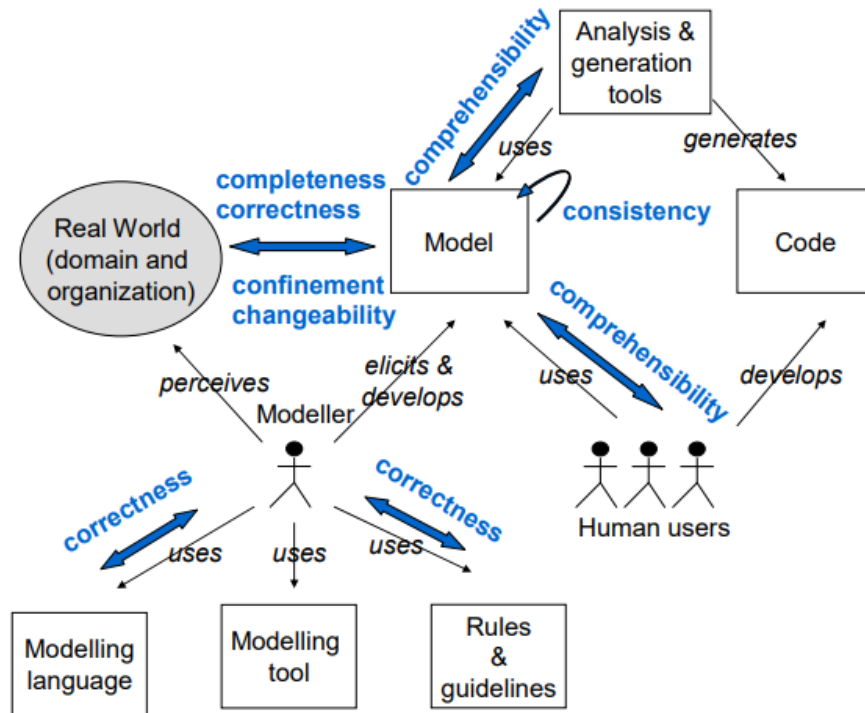 Analysis &
generation
tools
comprehensibility
uses
generates
completeness
correctness
Real World
(domain and
organization)
Model
consistency
Code
confinement
changeability
comprehensibility
perceives
elicits &
develops
uses
develops
Modeller
correctness
correctness
Human users
uses
uses
uses
Modelling
language
Modelling
tool
Rules
&
guidelines